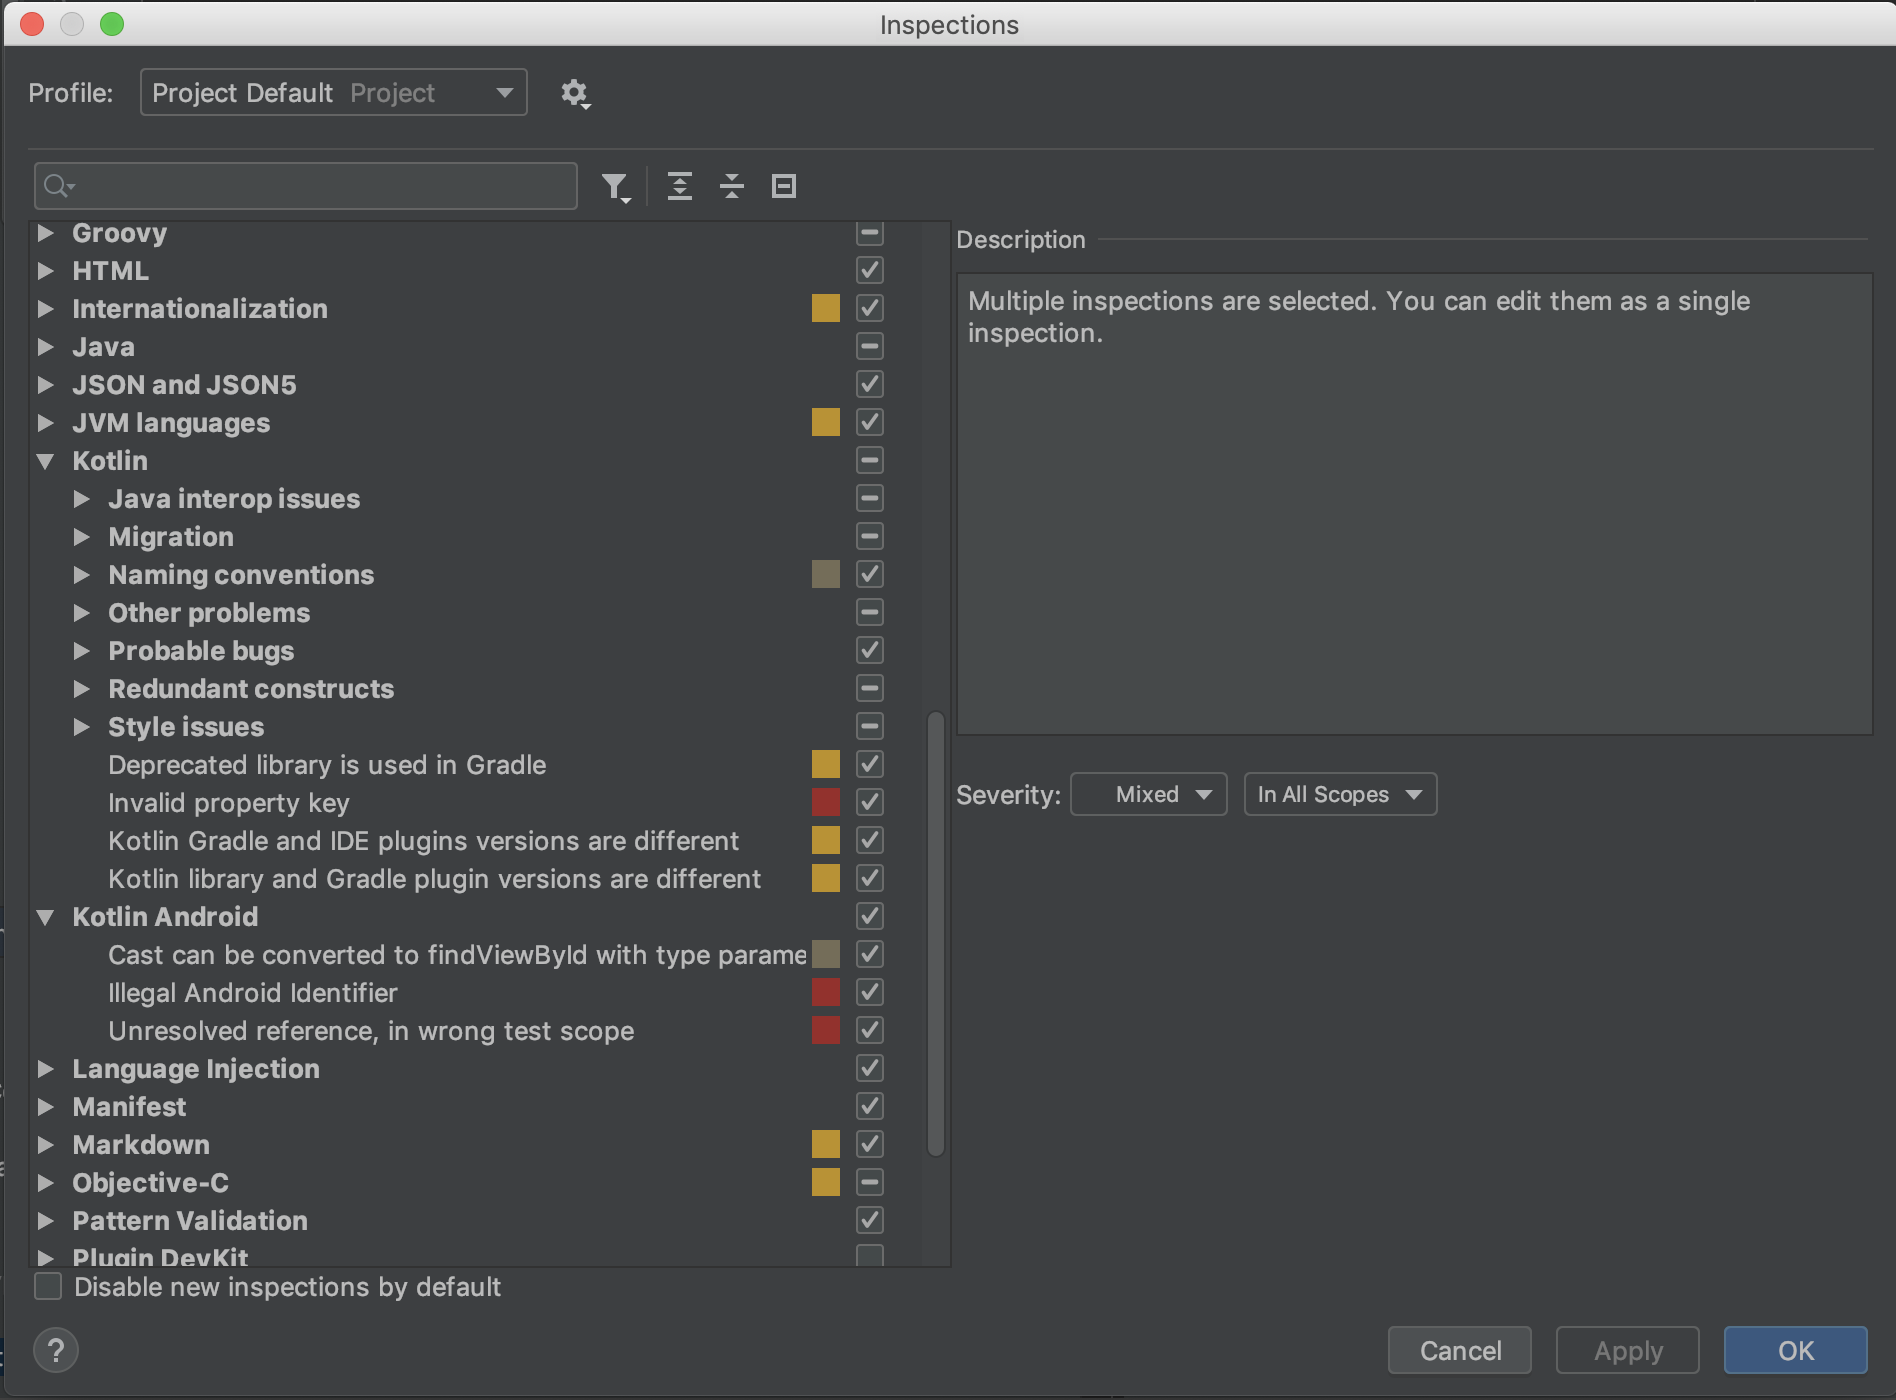 Inspections
Profile: Project Default Project
Groovy
HTML
Internationalization
Java
JSON and JSON5
JVM languages
Kotlin
Java interop issues
Migration
Naming conventions
Other problems
Probable bugs
Redundant constructs
Style issues
Deprecated library is used in Gradle
Invalid property key
Kotlin Gradle and IDE plugins versions are different
Kotlin library and Gradle plugin versions are different
Kotlin Android
Cast can be converted to findViewById with type parame
Illegal Android Identifier
Unresolved reference, in wrong test scope
Language Injection
Manifest
Markdown
Objective-C
Pattern Validation
Plugin DevKit
Disable new inspections by default
Description
Multiple inspections are selected. You can edit them as a single
inspection.
Severity: Mixed In All Scopes
?
Cancel Apply OK